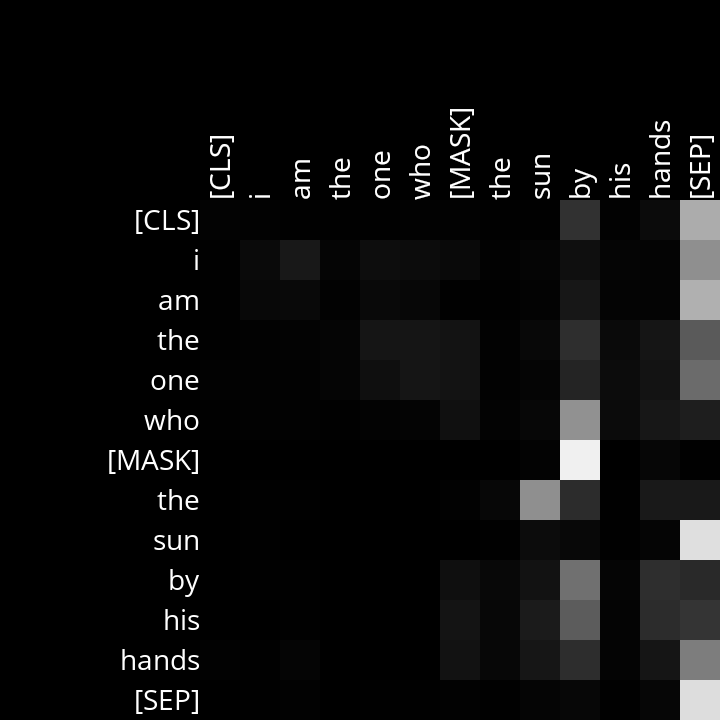 [CLS] i am the one who [MASK] the sun by his hands [SEP]
[CLS]
i
am
the
one
who
[MASK]
the
sun
by
his
hands
[SEP]